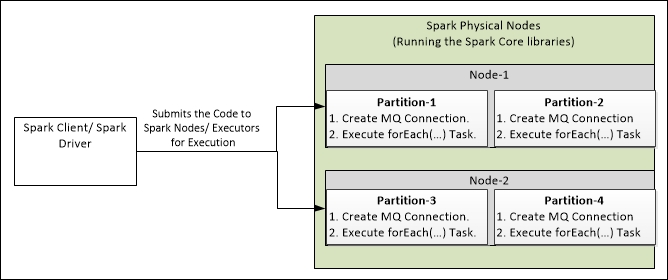 Spark Physical Nodes
(Running the Spark Core libraries)
Node-1
Partition-1
1. Create MQ Connection.
2. Execute forEach(...) Task.
Partition-2
1. Create MQ Connection
2. Execute forEach(...) Task
Submits the Code to
Spark Nodes/ Executors
for Execution
Spark Client/ Spark
Driver
Node-2
Partition-3
1. Create MQ Connection.
2. Execute forEach(...) Task.
Partition-4
1. Create MQ Connection
2. Execute forEach(...) Task